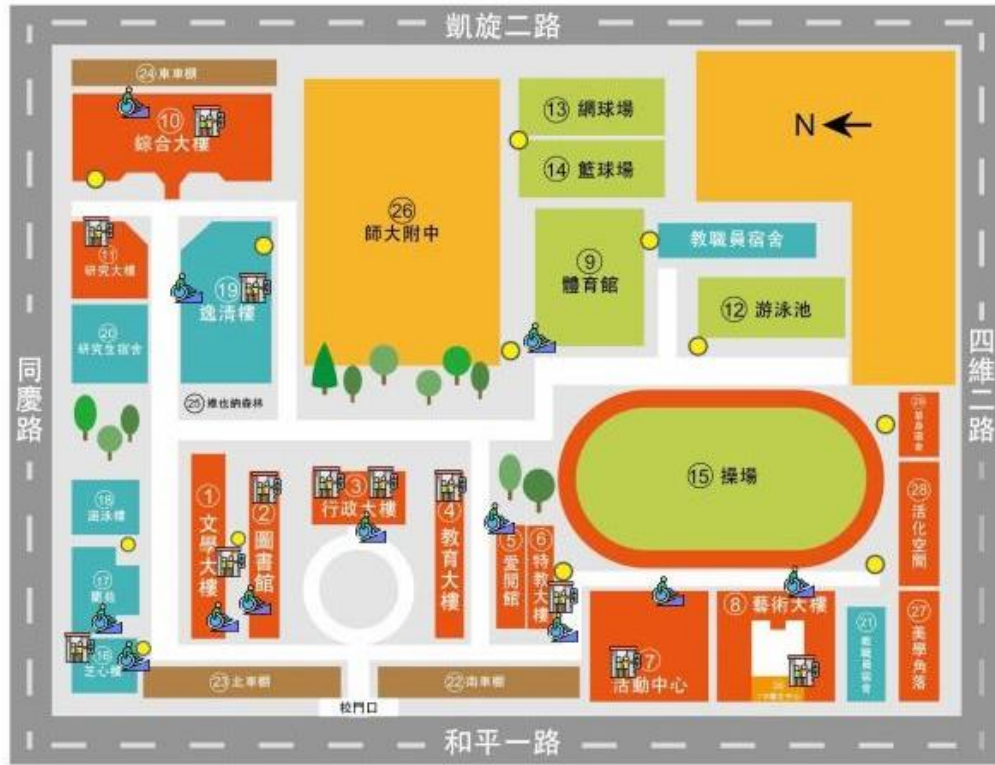 凱旋二路
㉔東車棚
⑩
綜合大樓
⑬ 網球場
⑭ 籃球場
N
㉖
師大附中
教職員宿舍
⑨
體育館
⑪
研究大樓
⑲
逸清樓
⑫ 游泳池
⑳
研究生宿舍
同慶路
四維二路
㉕維也納森林
⑮ 操場
① 文學大樓
② 圖書館
③
行政大樓
④ 教育大樓
⑤ 愛閱館
⑥ 特教大樓
㉘ 活化空間
⑱
⑰
⑯
芝心樓
⑦
活動中心
⑧ 藝術大樓
㉑ 教職員宿舍
㉗ 美學角落
㉓北車棚
㉒南車棚
校門口
和平一路